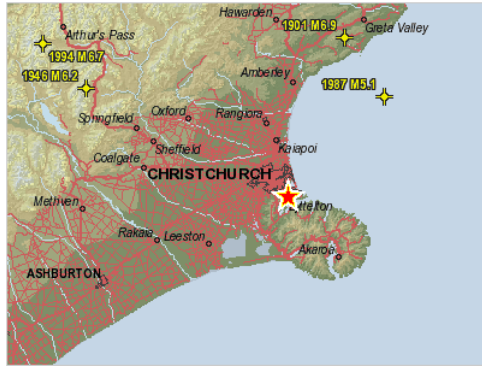 Hawarden
1901 M6.9
Greta Valley
Arthur's Pass
1994 M6.7
1946 M6.2
Amberley
1987 M5.1
Oxford
Rangiora
Springfield
Sheffield
Kaiapoi
Coalgate
CHRISTCHURCH
Methven
Lyttelton
Rakaia
Leeston
Akaroa
ASHBURTON